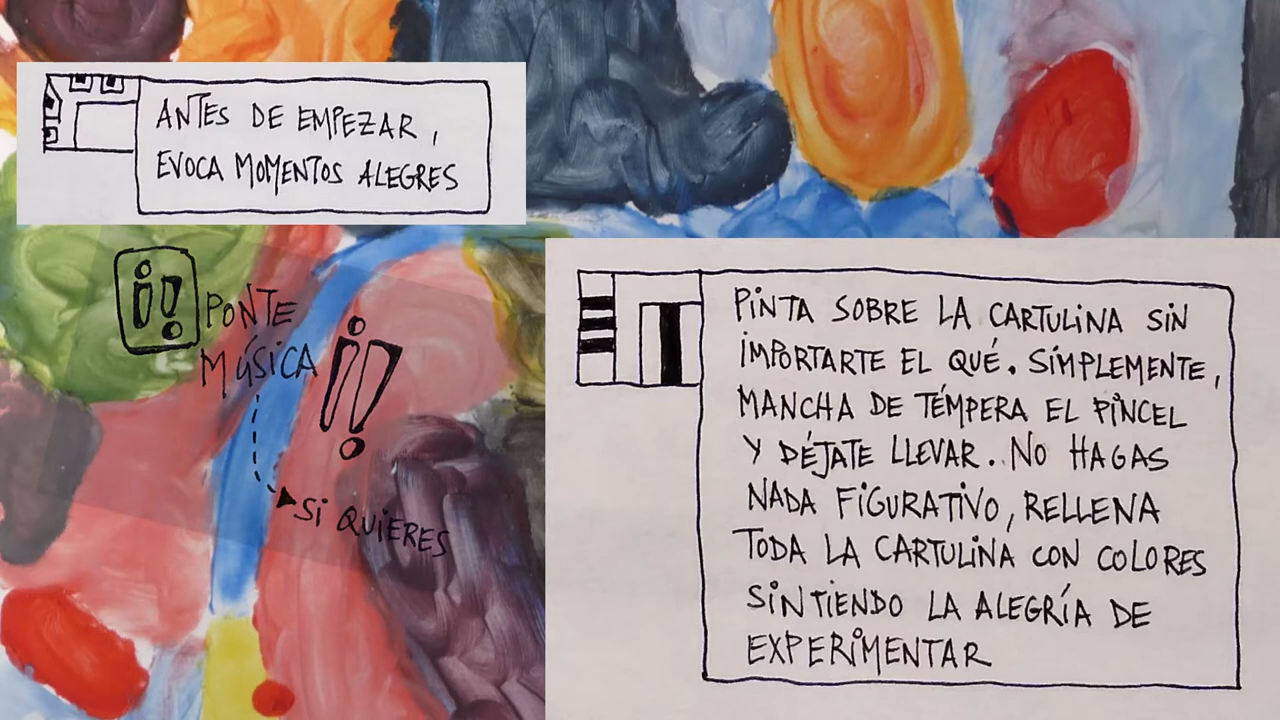 ANTES DE EMPEZAR,
EVOCA MOMENTOS ALEGRES
¡!
PONTE
MÚSICA
¡!
SI QUIERES
PINTA SOBRE LA CARTULINA SIN
IMPORTARTE EL QUÉ. SIMPLEMENTE,
MANCHA DE TÉMPERA EL PINCEL
Y DÉJATE LLEVAR. NO HAGAS
NADA FIGURATIVO, RELLENA
TODA LA CARTULINA CON COLORES
SINTIENDO LA ALEGRÍA DE
EXPERIMENTAR